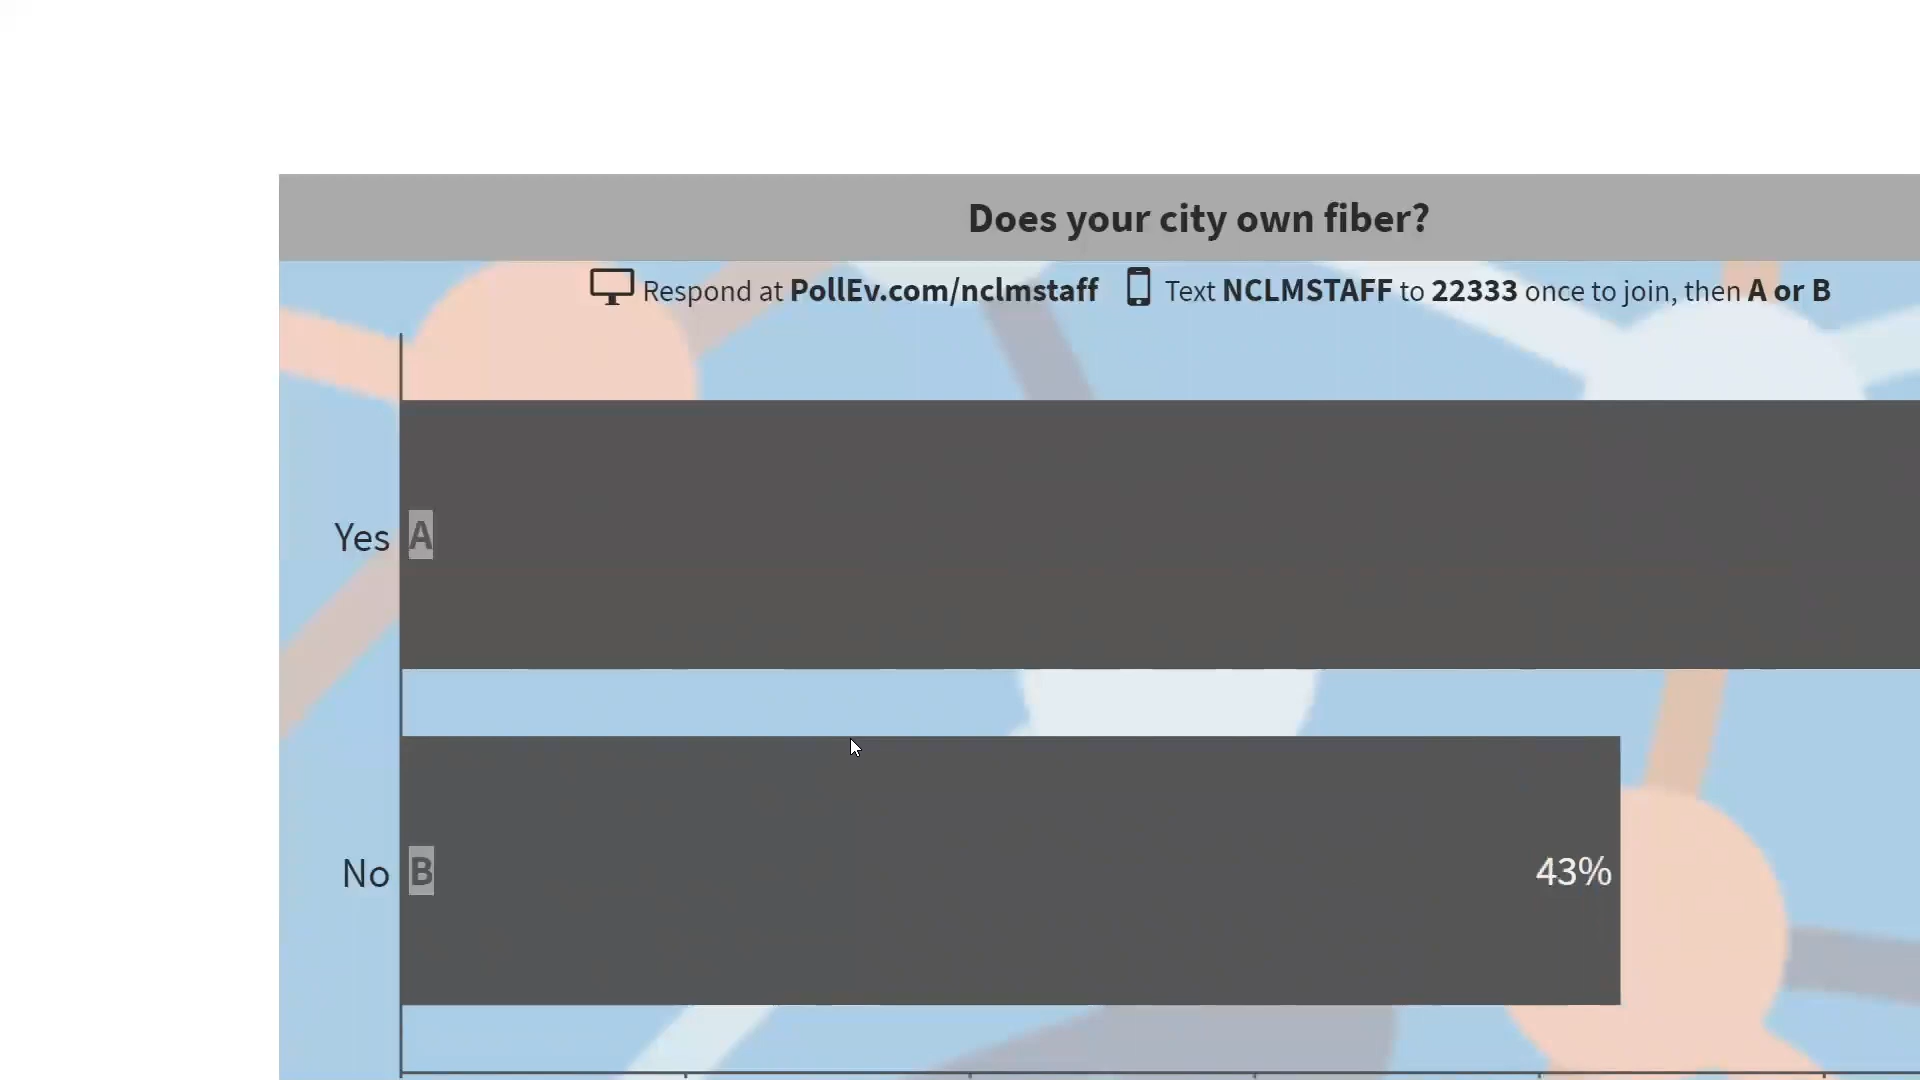 Does your city own fiber?
Respond at PollEv.com/nclmstaff Text NCLMSTAFF to 22333 once to join, then A or B
Yes A
No B 43%